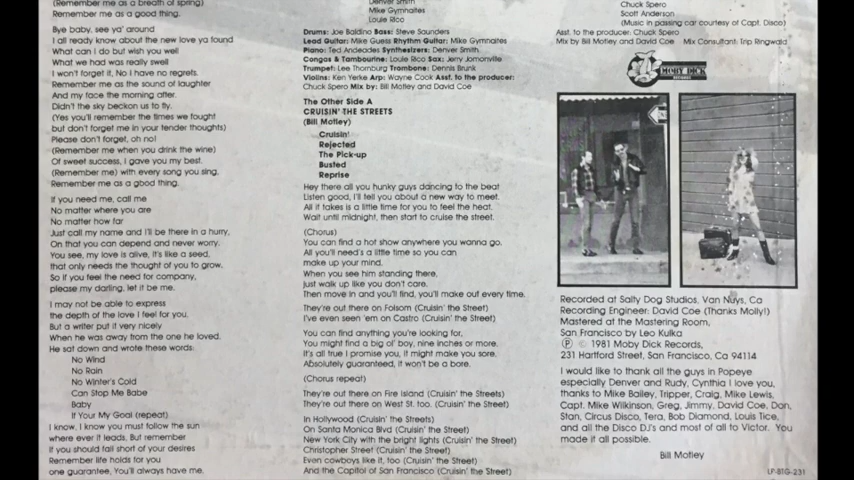 (Remember me as a breath of spring)
Remember me as a good thing.
Bye baby, see ya' around
I all ready know about the new love ya found
What can I do but wish you well
What we had was really swell
I won't forget it, No I have no regrets.
Remember me as the sound of laughter
And my face the morning after.
Didn't the sky beckon us to fly.
(Yes you'll remember the times we fought
but don't forget me in your tender thoughts)
Please don't forget, oh no!
(Remember me when you drink the wine)
Of sweet success, I gave you my best.
(Remember me) with every song you sing.
Remember me as a good thing.
If you need me, call me
No matter where you are
No matter how far
Just call my name and I'll be there in a hurry,
On that you can depend and never worry.
You see, my love is alive, it's like a seed,
that only needs the thought of you to grow.
So if you feel the need for company,
please my darling, let it be me.
I may not be able to express
the depth of the love I feel for you.
But a writer put it very nicely
When he was away from the one he loved.
He sat down and wrote these words:
No Wind
No Rain
No Winter's Cold
Can Stop Me Babe
Baby
If Your My Goal (repeat)
I know, I know you must follow the sun
where ever it leads. But remember
If you should fall short of your desires
Remember life holds for you
one guarantee, You'll always have me.
Denver Smith
Mike Gymnaites
Louie Rico
Drums: Joe Baldino Bass: Steve Sounders
Lead Guitar: Mike Guess Rhythm Guitar: Mike Gymnaites
Piano: Ted Andeades Synthesizers: Denver Smith
Congas & Tambourine: Louie Rico Sax: Jerry Jomonville
Trumpet: Lee Thornburg Trombone: Dennis Brunk
Violins: Ken Yerke Arp: Wayne Cook Asst. to the producer:
Chuck Spero Mix by: Bill Motley and David Coe
The Other Side A
CRUISIN' THE STREETS
(Bill Motley)
Cruisin'
Rejected
The Pick-up
Busted
Reprise
Hey there all you hunky guys dancing to the beat
Listen good, I'll tell you about a new way to meet.
All it takes is a little time for you to feel the heat,
Wait until midnight, then start to cruise the street.
(Chorus)
You can find a hot show anywhere you wanna go.
All you'll need's a little time so you can
make up your mind.
When you see him standing there,
just walk up like you don't care.
Then move in and you'll find, you'll make out every time.
They're out there on Folsom (Cruisin' the Street)
I've even seen 'em on Castro (Cruisin' the Street)
You can find anything you're looking for,
You might find a big ol' boy, nine inches or more.
It's all true I promise you, it might make you sore.
Absolutely guaranteed, it won't be a bore.
(Chorus repeat)
They're out there on Fire Island (Cruisin' the Streets)
They're out there on West St. too. (Cruisin' the Street)
In Hollywood (Cruisin' the Streets)
On Santa Monica Blvd (Cruisin' the Street)
New York City with the bright lights (Cruisin' the Street)
Christopher Street (Cruisin' the Street)
Even cowboys like it, too (Cruisin' the Street)
And the Capitol of San Francisco (Cruisin' the Street)
Chuck Spero
Scott Anderson
(Music in passing car courtesy of Capt. Disco)
Asst. to the producer: Chuck Spero
Mix by Bill Motley and David Coe Mix Consultant: Trip Ringwald
MOBY DICK
RECORDS
Recorded at Salty Dog Studios, Van Nuys, Ca
Recording Engineer: David Coe (Thanks Molly!)
Mastered at the Mastering Room,
San Francisco by Leo Kulka
Ⓟ © 1981 Moby Dick Records,
231 Hartford Street, San Francisco, Ca 94114
I would like to thank all the guys in Popeye
especially Denver and Rudy, Cynthia I love you,
thanks to Mike Bailey, Tripper, Craig, Mike Lewis,
Capt. Mike Wilkinson, Greg, Jimmy, David Coe, Don,
Stan, Circus Disco, Tera, Bob Diamond, Louis Tice,
and all the Disco DJ's and most of all to Victor. You
made it all possible.
Bill Motley
LP-BTG-231